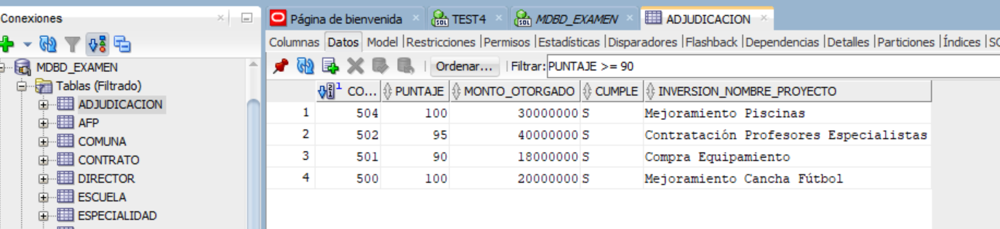 Conexiones
MDBD_EXAMEN
Tablas (Filtrado)
ADJUDICACION
AFP
COMUNA
CONTRATO
DIRECTOR
ESCUELA
ESPECIALIDAD
Página de bienvenida TEST4 MDBD_EXAMEN ADJUDICACION
Columnas Datos Model |Restricciones |Permisos |Estadísticas |Disparadores |Flashback |Dependencias |Detalles |Particiones |Índices |SQ
Ordenar... Filtrar: PUNTAJE >= 90
1 CO... PUNTAJE MONTO_OTORGADO CUMPLE INVERSION_NOMBRE_PROYECTO
1 504 100 30000000 S Mejoramiento Piscinas
2 502 95 40000000 S Contratación Profesores Especialistas
3 501 90 18000000 S Compra Equipamiento
4 500 100 20000000 S Mejoramiento Cancha Fútbol